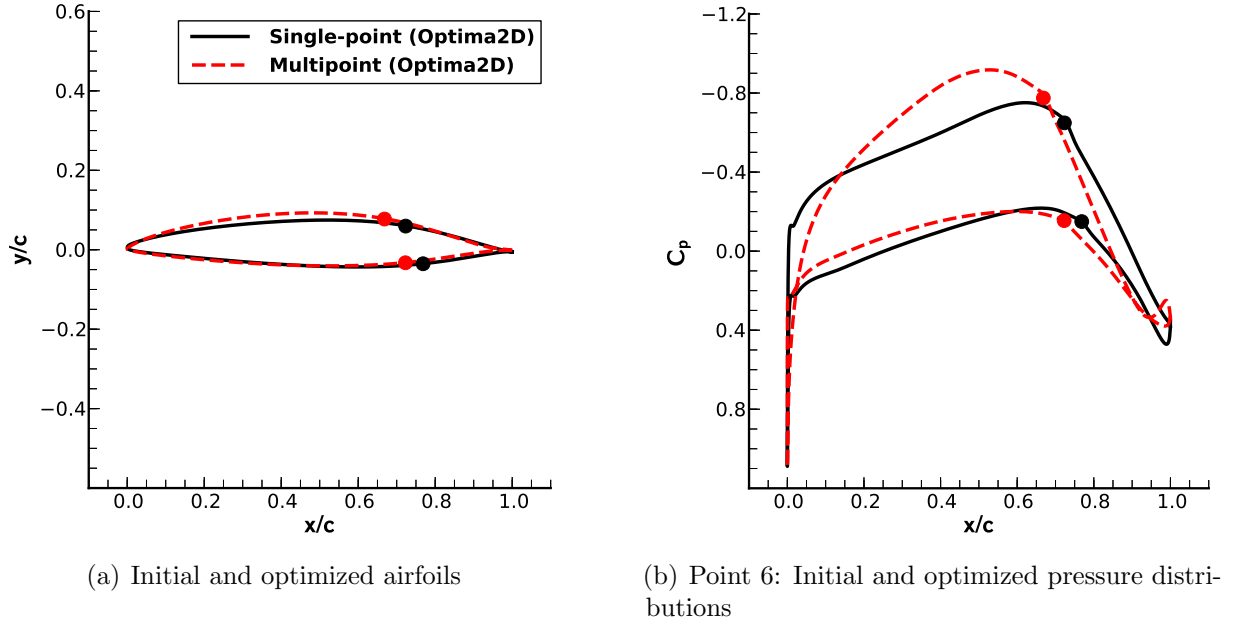 0.6
0.4
0.2
0.0
−0.2
−0.4
y/c
Single-point (Optima2D)
Multipoint (Optima2D)
0.0 0.2 0.4 0.6 0.8 1.0
x/c
−1.2
−0.8
−0.4
0.0
0.4
0.8
Cp
0.0 0.2 0.4 0.6 0.8 1.0
x/c
(a) Initial and optimized airfoils
(b) Point 6: Initial and optimized pressure distri-
butions